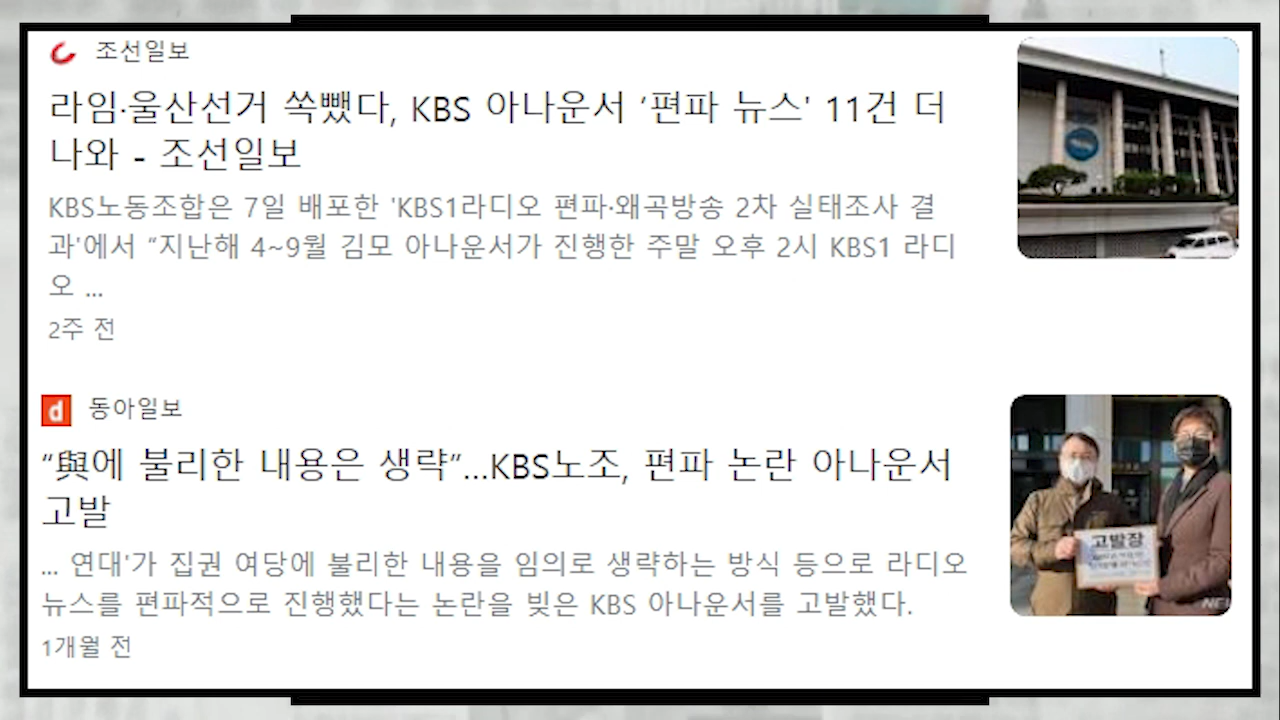 조선일보
라임·울산선거 쏙뺐다, KBS 아나운서 ‘편파 뉴스' 11건 더
나와 - 조선일보
KBS노동조합은 7일 배포한 'KBS1라디오 편파·왜곡방송 2차 실태조사 결
과'에서 “지난해 4~9월 김모 아나운서가 진행한 주말 오후 2시 KBS1 라디
오 ...
2주 전
d 동아일보
“與에 불리한 내용은 생략”…KBS노조, 편파 논란 아나운서
고발
... 연대'가 집권 여당에 불리한 내용을 임의로 생략하는 방식 등으로 라디오
뉴스를 편파적으로 진행했다는 논란을 빚은 KBS 아나운서를 고발했다.
1개월 전
고발장